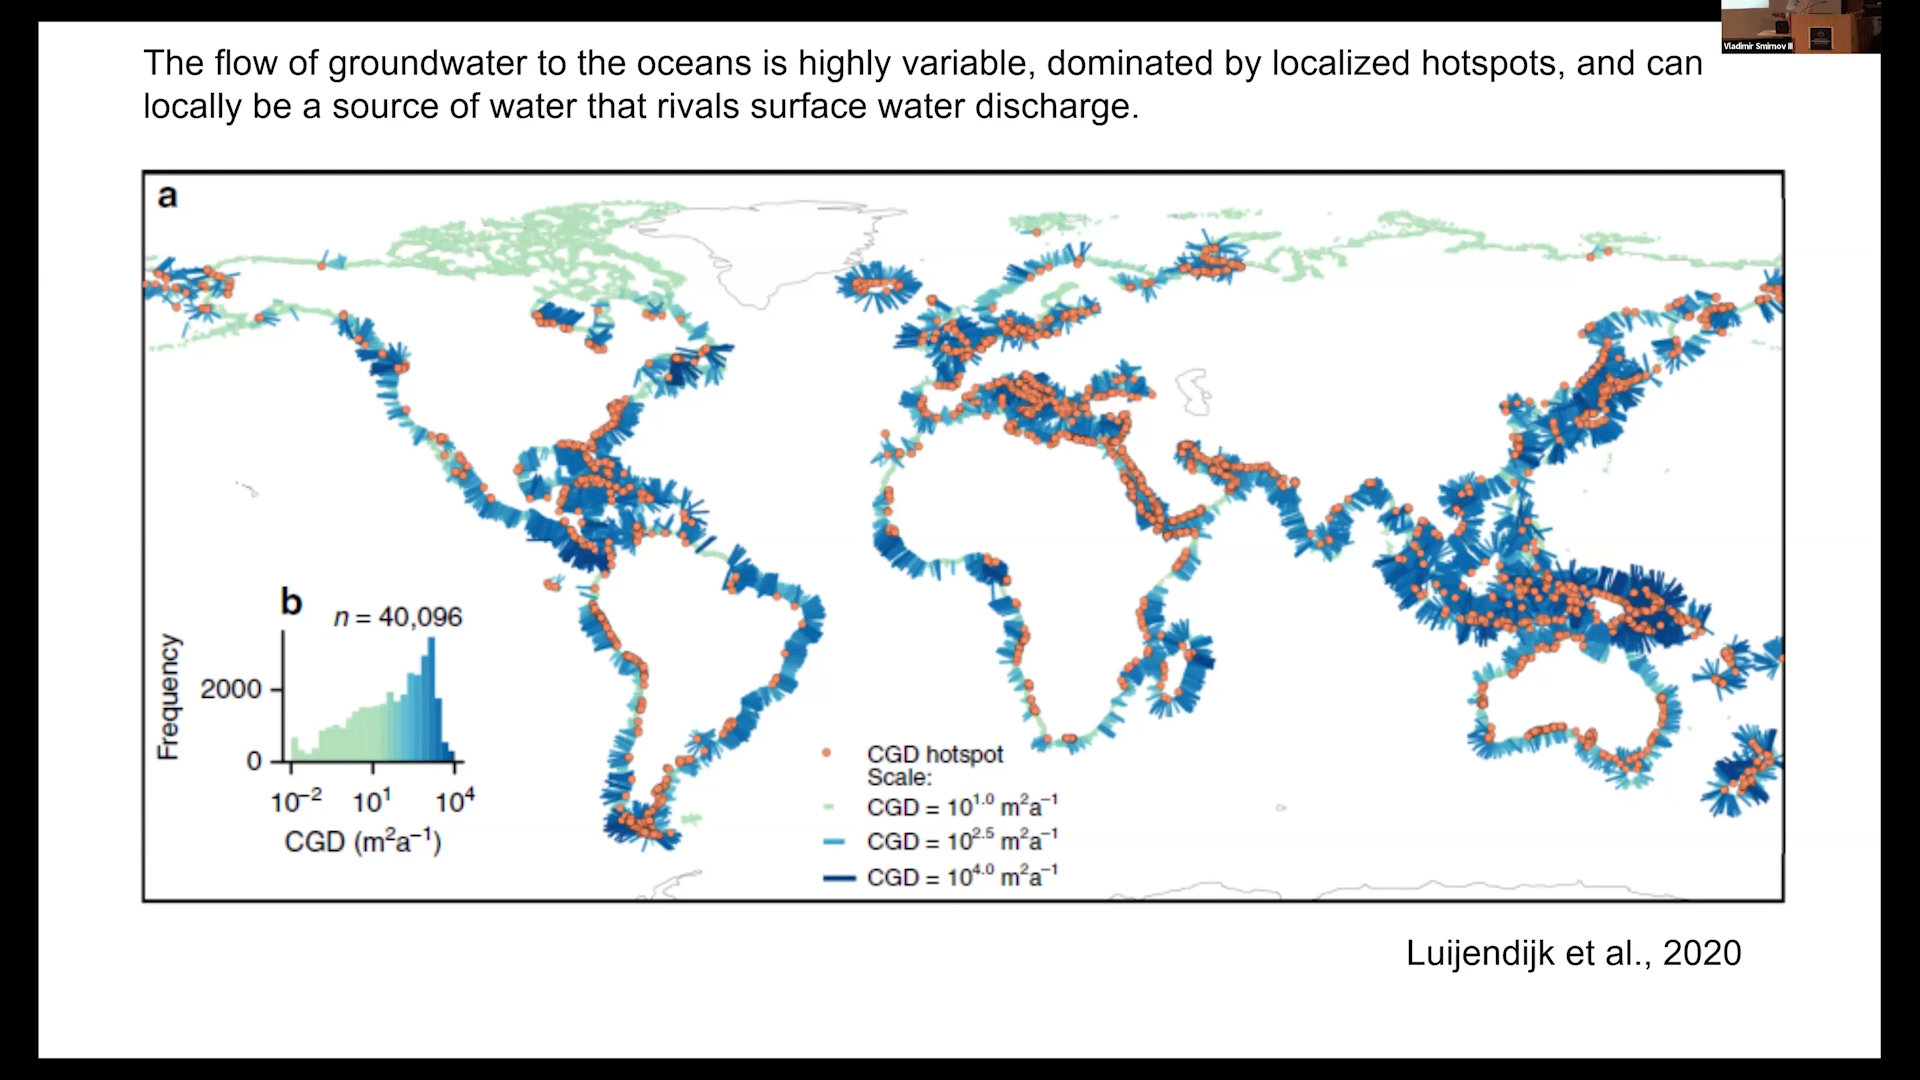 The flow of groundwater to the oceans is highly variable, dominated by localized hotspots, and can
locally be a source of water that rivals surface water discharge.
Vladimir Smirnov II
a
b
n = 40,096
Frequency
2000
0
10⁻² 10¹ 10⁴
CGD (m²a⁻¹)
CGD hotspot
Scale:
CGD = 10¹·⁰ m²a⁻¹
CGD = 10²·⁵ m²a⁻¹
CGD = 10⁴·⁰ m²a⁻¹
Luijendijk et al., 2020